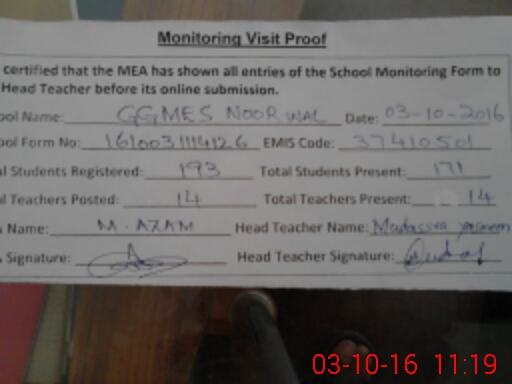 Monitoring Visit Proof
certified that the MEA has shown all entries of the School Monitoring Form to
Head Teacher before its online submission.
ool Name: GGMES NOOR WAL Date: 03-10-2016
ool Form No: 1610031114126 EMIS Code: 37410501
al Students Registered: 193 Total Students Present: 171
al Teachers Posted: 14 Total Teachers Present: 14
Name: M. AZAM Head Teacher Name: Yasmeen
Signature: Head Teacher Signature:
03-10-16 11:19